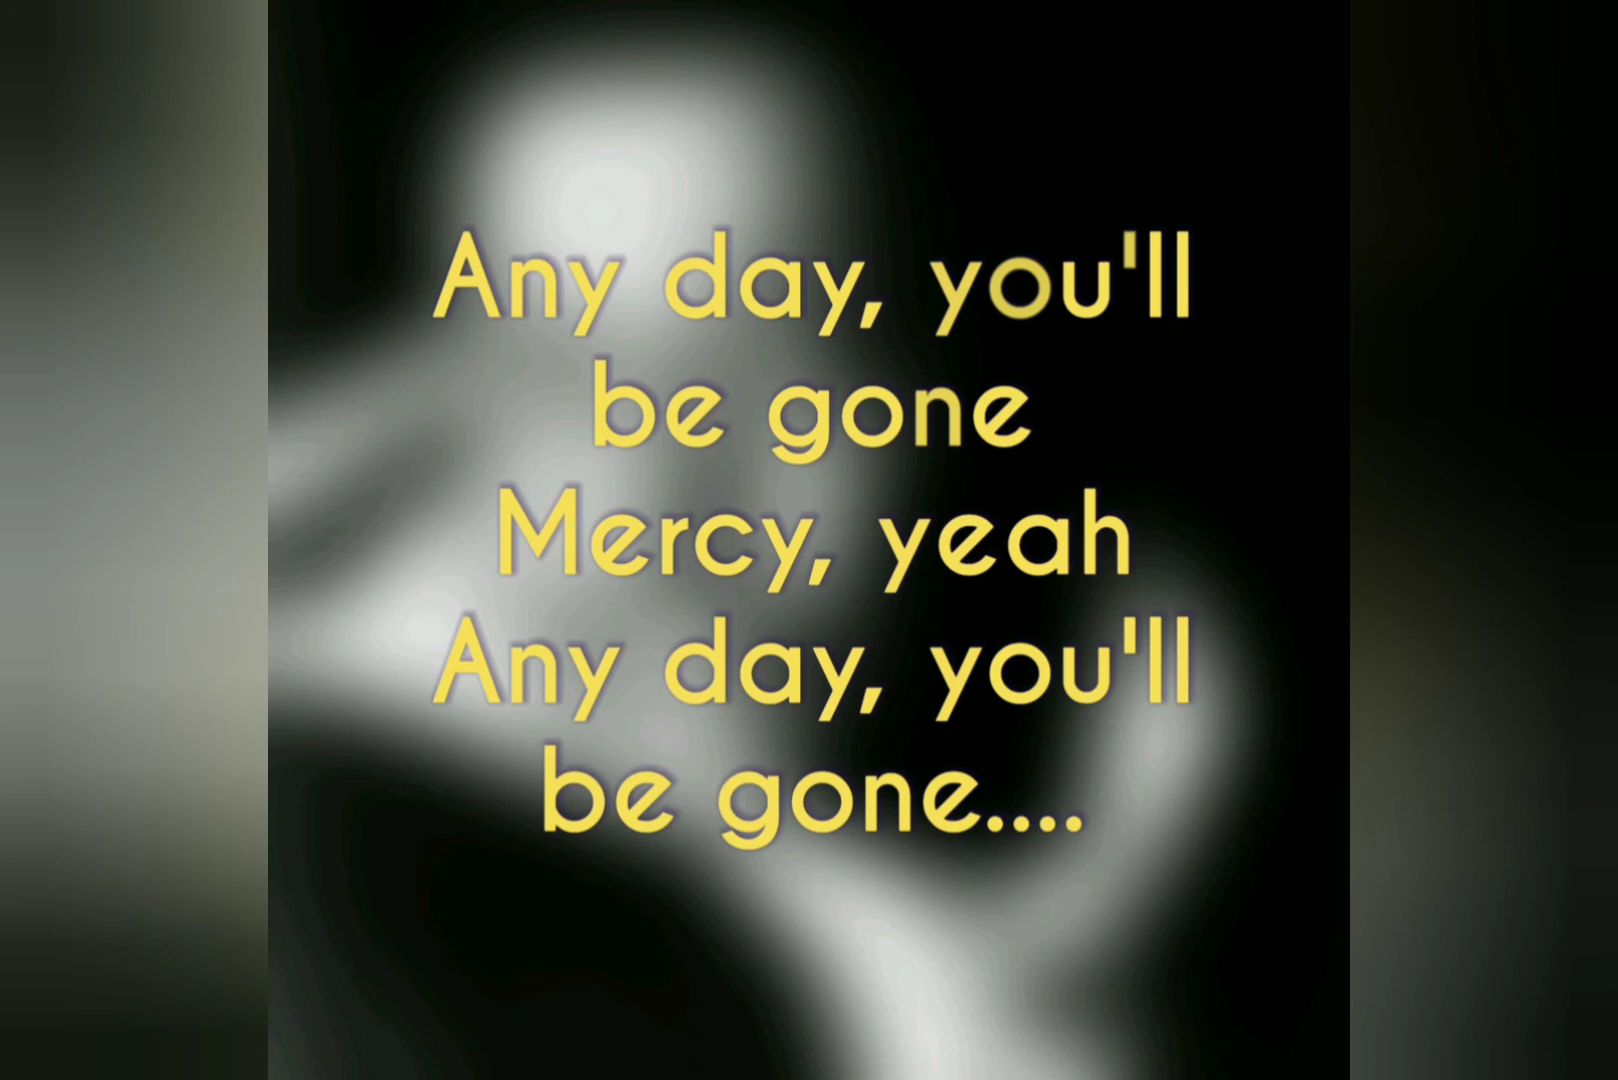 Any day, you'll
be gone
Mercy, yeah
Any day, you'll
be gone....